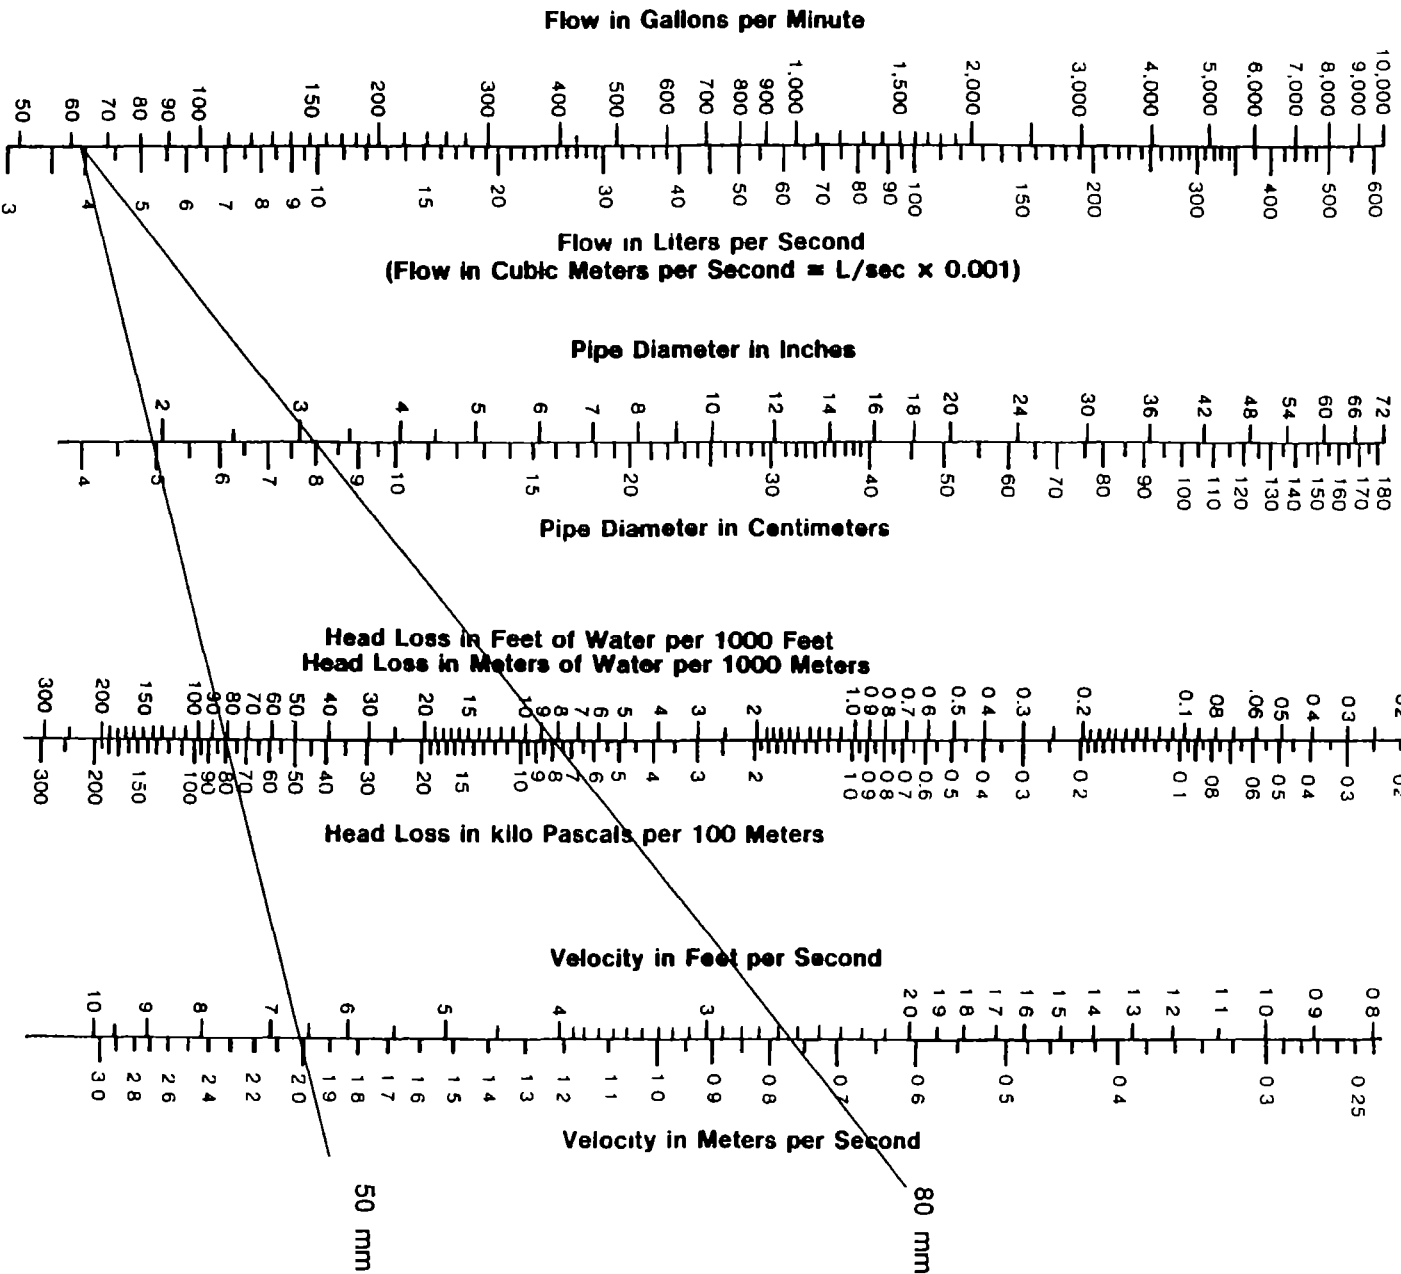 Flow in Gallons per Minute
50 60 70 80 90 100 150 200 300 400 500 600 700 800 900 1.000 1,500 2,000 3.000 4,000 5,000 6,000 7,000 8,000 9,000 10,000
3 4 5 6 7 8 9 10 15 20 30 40 50 60 70 80 90 100 150 200 300 400 500 600
Flow in Liters per Second
(Flow in Cubic Meters per Second = L/sec x 0.001)
Pipe Diameter in Inches
2 3 4 5 6 7 8 10 12 14 16 18 20 24 30 36 42 48 54 60 66 72
4 5 6 7 8 9 10 15 20 30 40 50 60 70 80 90 100 110 120 130 140 150 160 170 180
Pipe Diameter in Centimeters
Head Loss in Feet of Water per 1000 Feet
Head Loss in Meters of Water per 1000 Meters
300 200 150 100 90 80 70 60 50 40 30 20 15 10 9 8 7 6 5 4 3 2 1.0 0.9 0.8 0.7 0.6 0.5 0.4 0.3 0.2 0.1 08 .06 05 04 03
300 200 150 100 90 80 70 60 50 40 30 20 15 10 9 8 7 6 5 4 3 2 1 0 0 9 0 8 0 7 0.6 0 5 0 4 0 3 0 2 0 1 08 06 05 04 03 0.2
Head Loss in kilo Pascals per 100 Meters
Velocity in Feet per Second
10 9 8 7 6 5 4 3 2 0 1 9 1 8 1 7 1 6 1 5 1 4 1 3 1 2 1 1 1 0 0 9 0 8
3 0 2 8 2 6 2 4 2 2 2 0 1 9 1 8 1 7 1 6 1 5 1 4 1 3 1 2 1 1 1 0 0 9 0 8 0.7 0 6 0 5 0 4 0 3 0 25
Velocity in Meters per Second
50 mm
80 mm